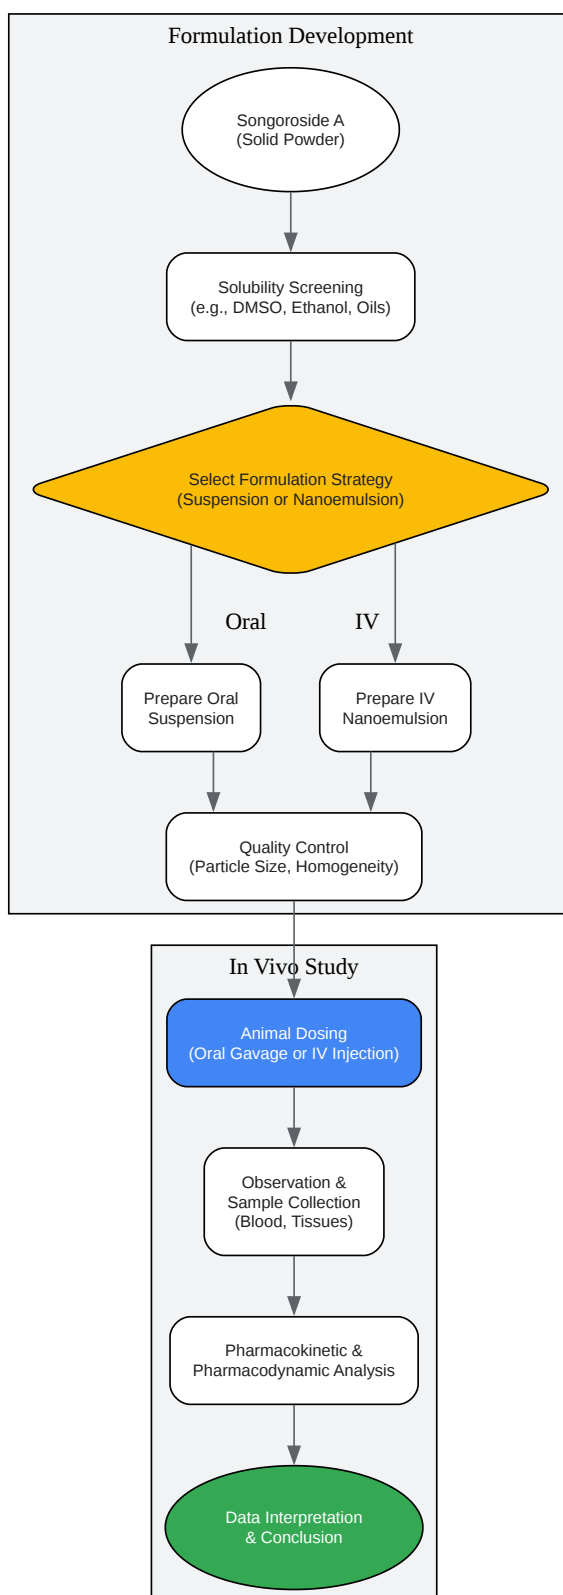 Formulation Development
Songoroside A
(Solid Powder)
Solubility Screening
(e.g., DMSO, Ethanol, Oils)
Select Formulation Strategy
(Suspension or Nanoemulsion)
Oral
IV
Prepare Oral
Suspension
Prepare IV
Nanoemulsion
Quality Control
(Particle Size, Homogeneity)
In Vivo Study
Animal Dosing
(Oral Gavage or IV Injection)
Observation &
Sample Collection
(Blood, Tissues)
Pharmacokinetic &
Pharmacodynamic Analysis
Data Interpretation
& Conclusion